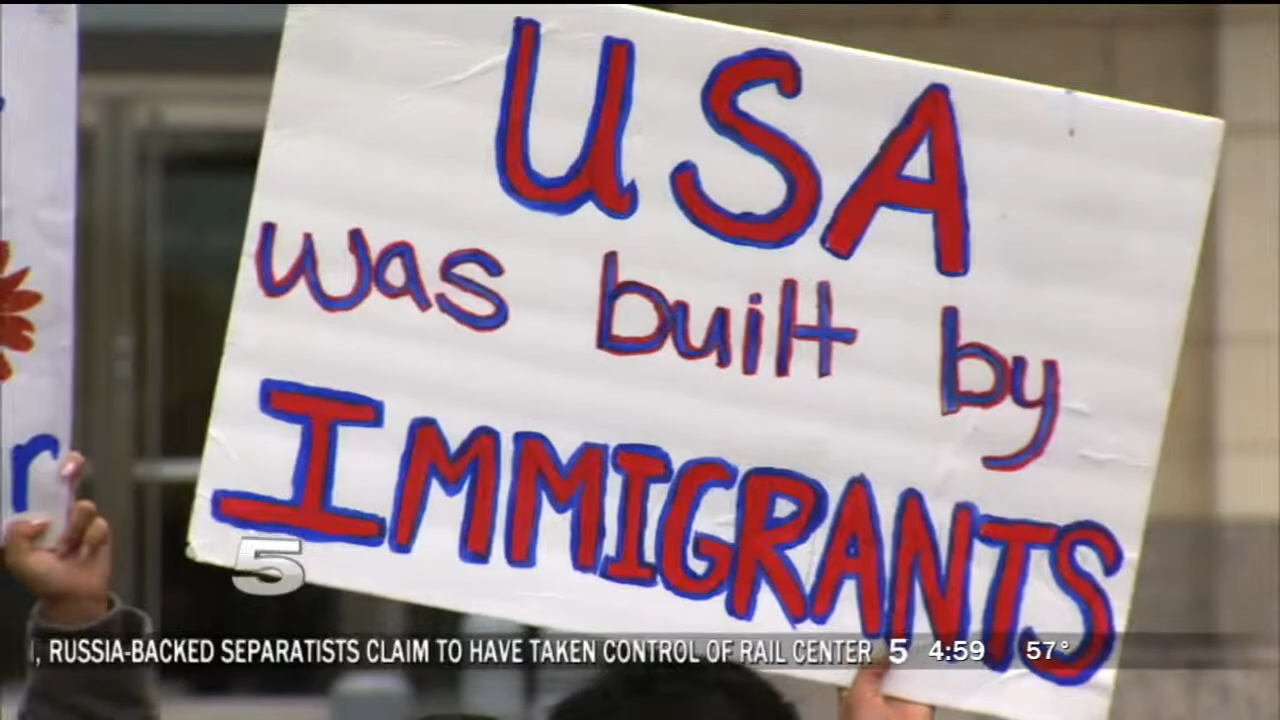 USA
was built by
IMMIGRANTS
r
5
, RUSSIA-BACKED SEPARATISTS CLAIM TO HAVE TAKEN CONTROL OF RAIL CENTER 5 4:59 57°